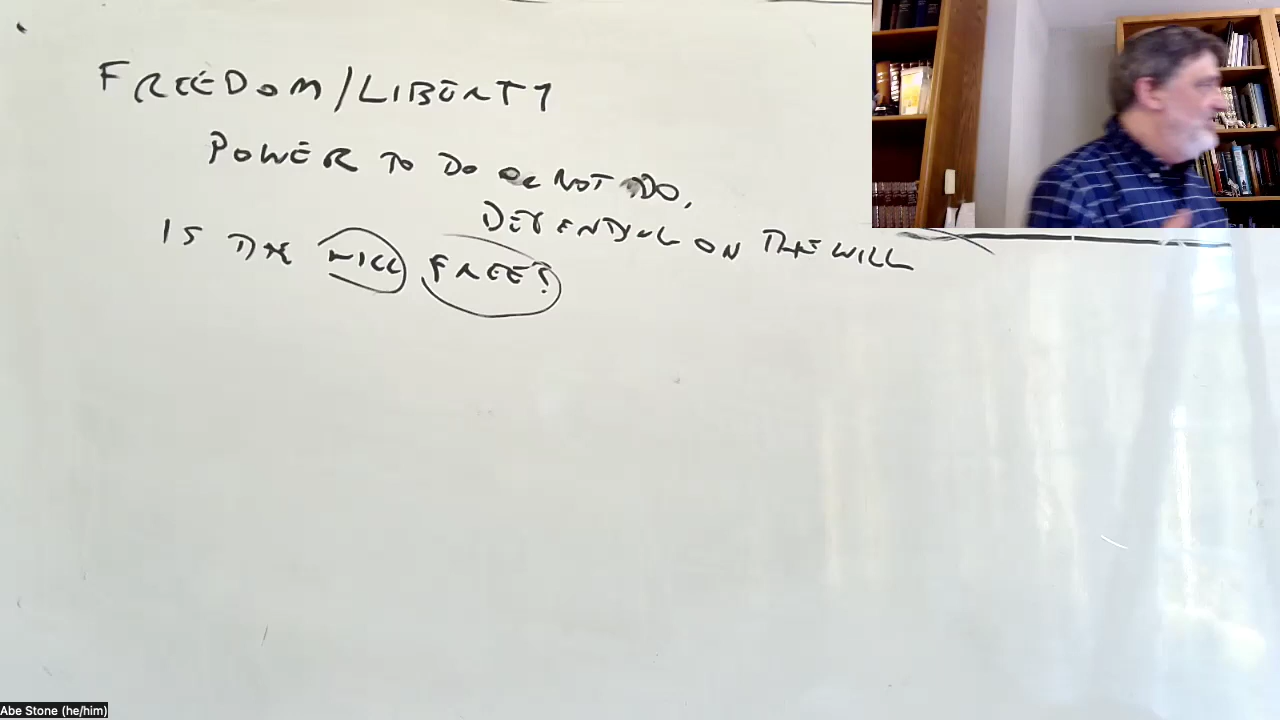 FREEDOM/LIBERTY
POWER TO DO OR NOT DO,
DEPENDING ON THE WILL
IS THE WILL FREE?
Abe Stone (he/him)